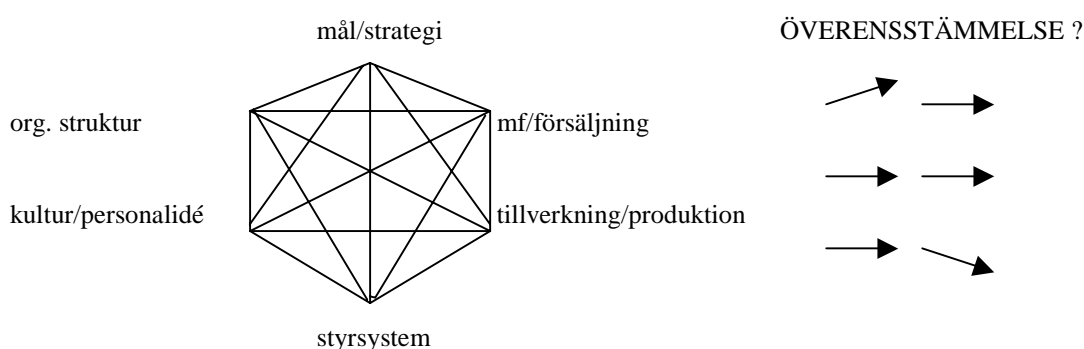 mål/strategi
ÖVERENSSTÄMMELSE ?
org. struktur
mf/försäljning
kultur/personalidé
tillverkning/produktion
styrsystem